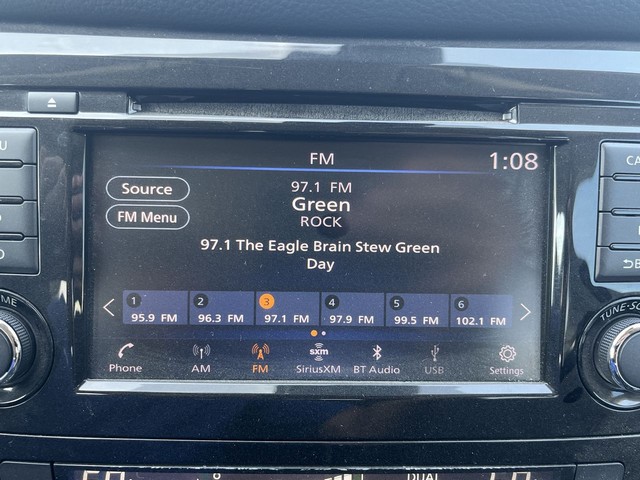 FM 1:08
Source
97.1 FM
Green
ROCK
FM Menu
97.1 The Eagle Brain Stew Green
Day
1 2 3 4 5 6
95.9 FM 96.3 FM 97.1 FM 97.9 FM 99.5 FM 102.1 FM
sxm
Phone AM FM SiriusXM BT Audio USB Settings
DUAL